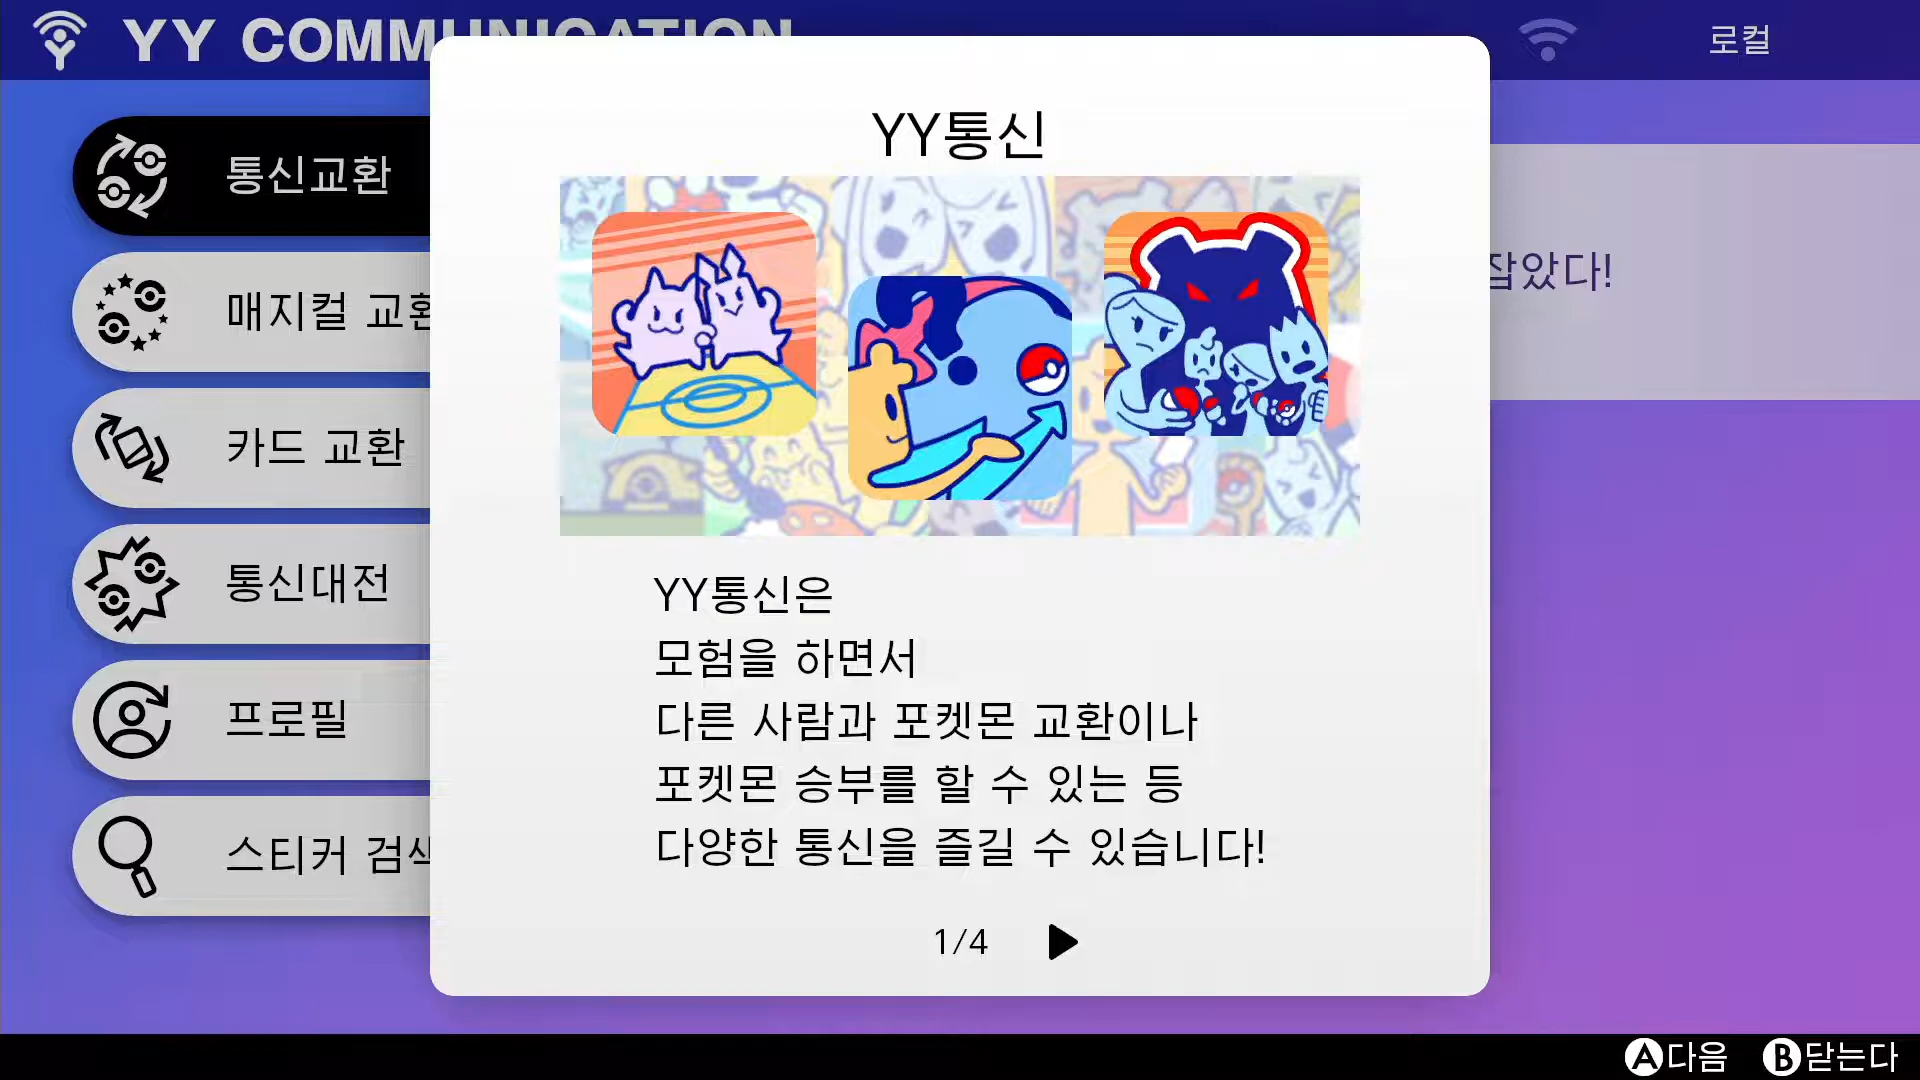 YY COMMUNICATION
로컬
통신교환
매지컬 교환
카드 교환
통신대전
프로필
스티커 검색
잡았다!
YY통신
YY통신은
모험을 하면서
다른 사람과 포켓몬 교환이나
포켓몬 승부를 할 수 있는 등
다양한 통신을 즐길 수 있습니다!
1/4
A다음 B닫는다